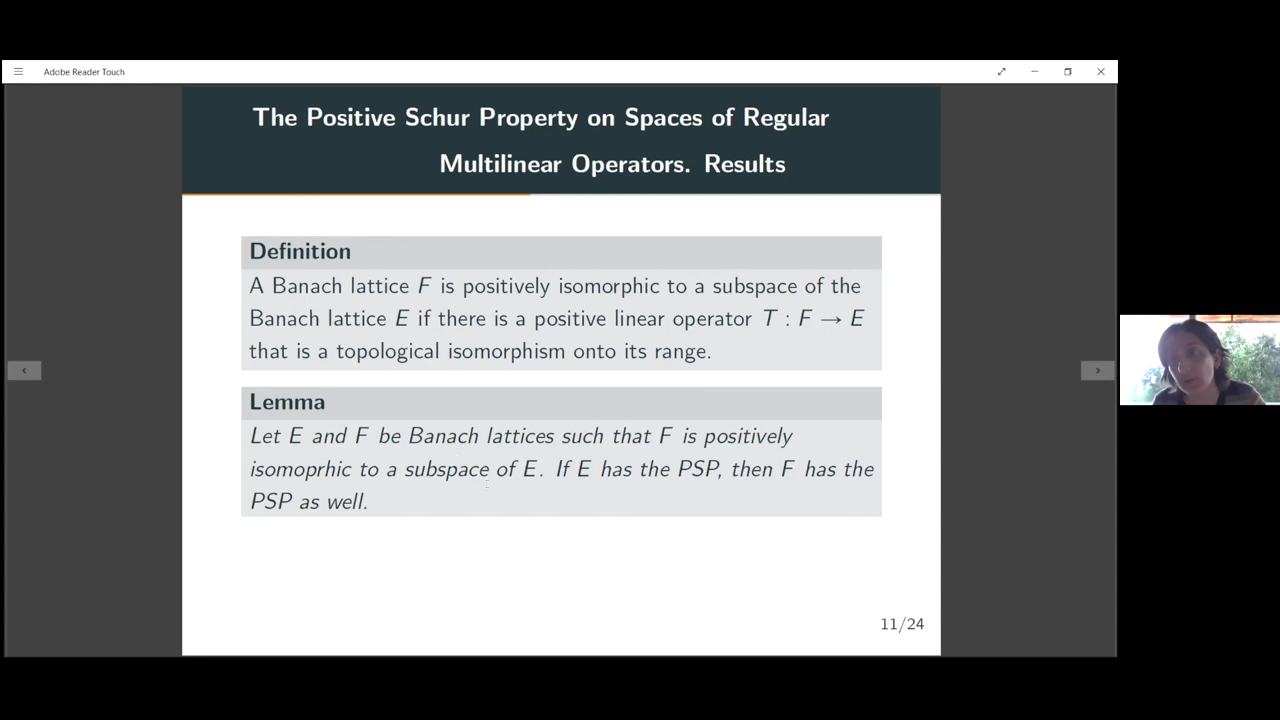 Adobe Reader Touch
The Positive Schur Property on Spaces of Regular
Multilinear Operators. Results
Definition
A Banach lattice F is positively isomorphic to a subspace of the
Banach lattice E if there is a positive linear operator T : F → E
that is a topological isomorphism onto its range.
Lemma
Let E and F be Banach lattices such that F is positively
isomoprhic to a subspace of E. If E has the PSP, then F has the
PSP as well.
11/24